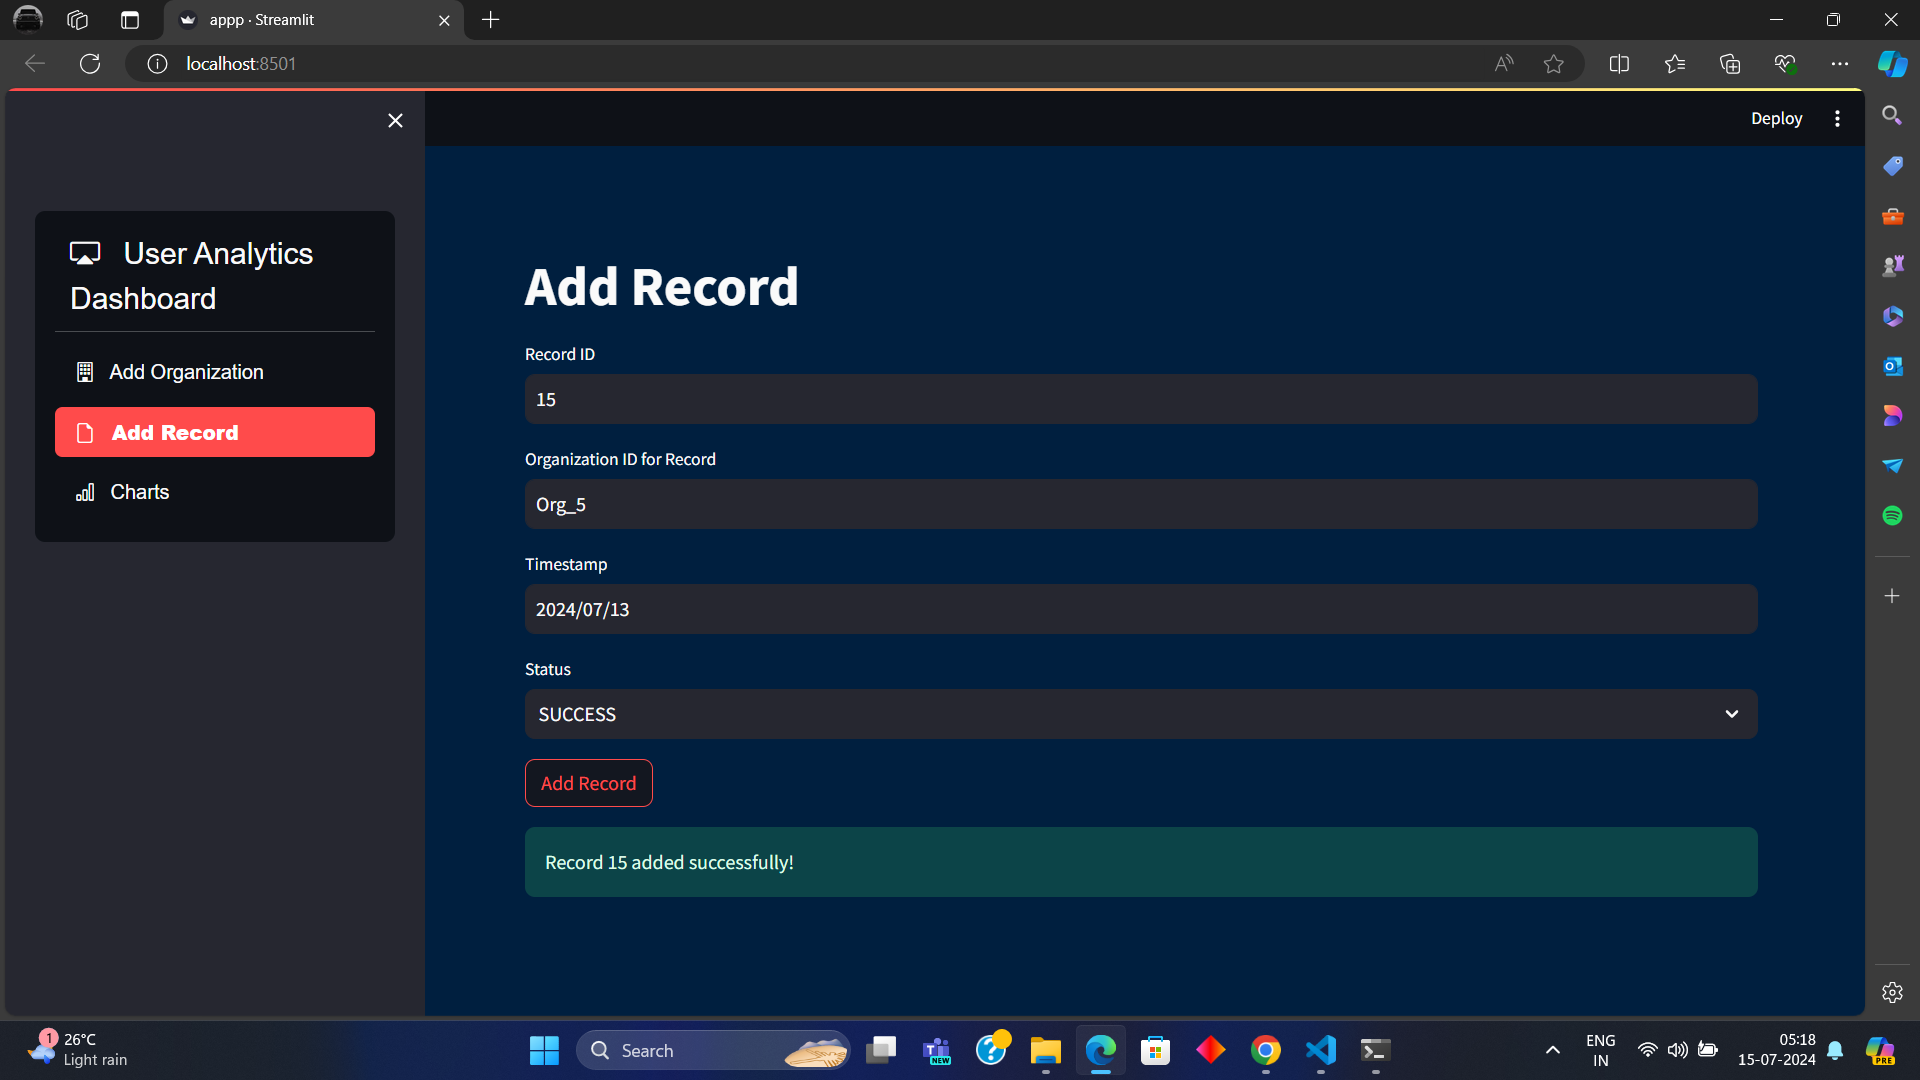 appp · Streamlit
localhost:8501
Deploy
User Analytics
Dashboard
Add Organization
Add Record
Charts
Add Record
Record ID
15
Organization ID for Record
Org_5
Timestamp
2024/07/13
Status
SUCCESS
Add Record
Record 15 added successfully!
1
26°C
Light rain
Search
NEW
ENG
IN
05:18
15-07-2024
PRE